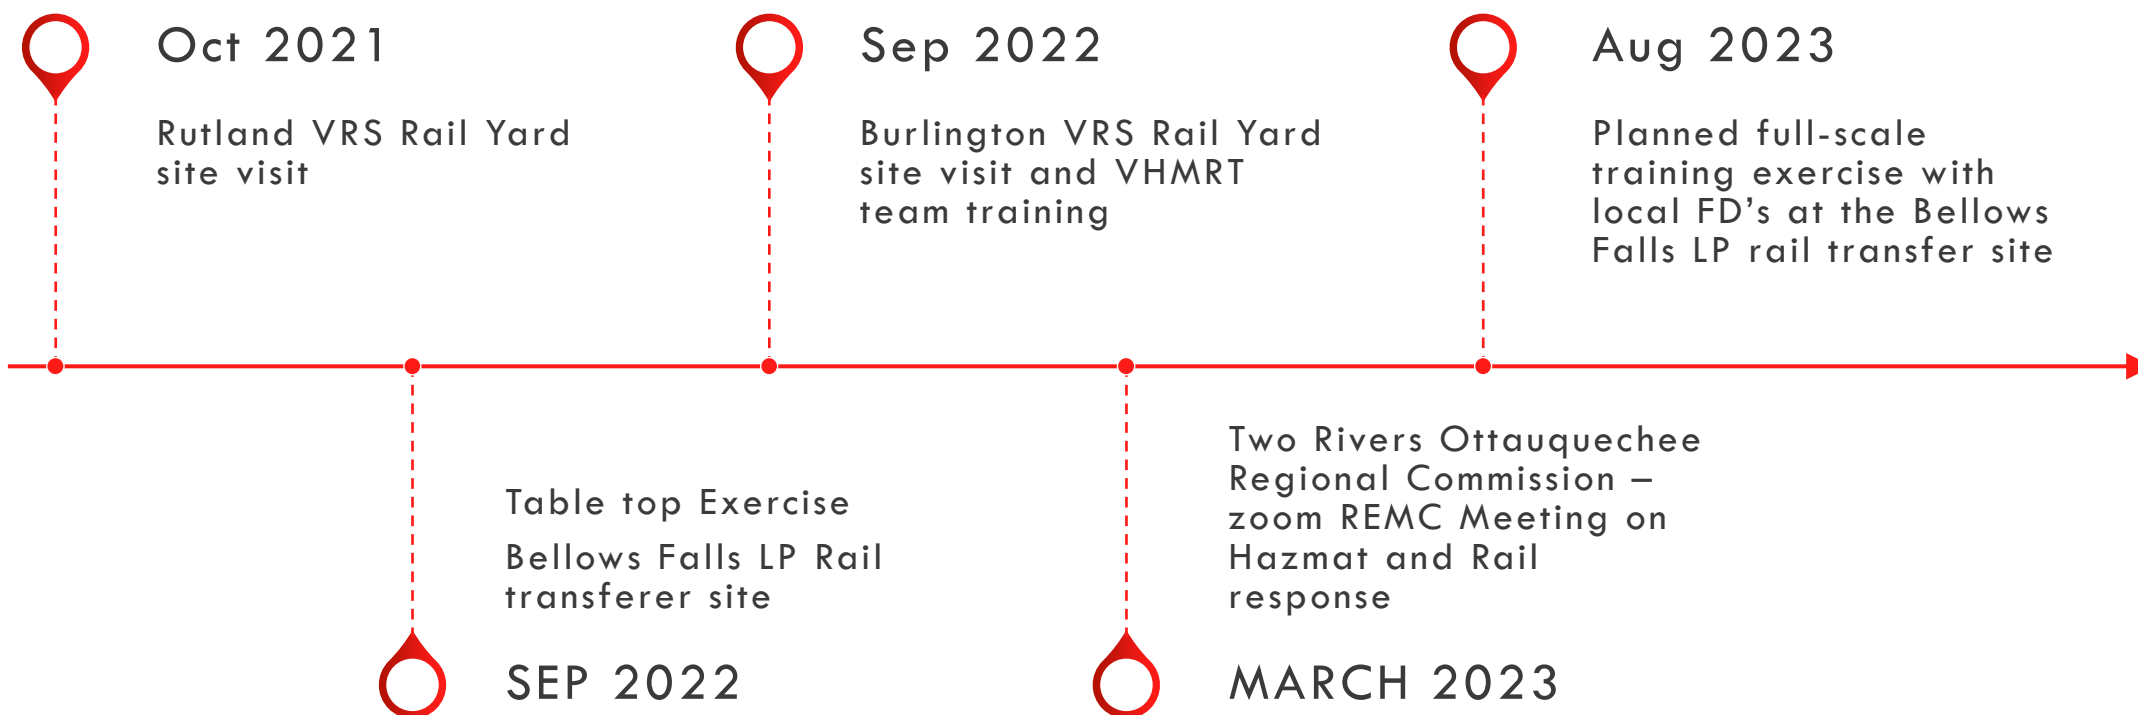 Oct 2021
Rutland VRS Rail Yard
site visit
Table top Exercise
Bellows Falls LP Rail
transferer site
SEP 2022
Sep 2022
Burlington VRS Rail Yard
site visit and VHMRT
team training
Two Rivers Ottauquechee
Regional Commission –
zoom REMC Meeting on
Hazmat and Rail
response
MARCH 2023
Aug 2023
Planned full-scale
training exercise with
local FD’s at the Bellows
Falls LP rail transfer site